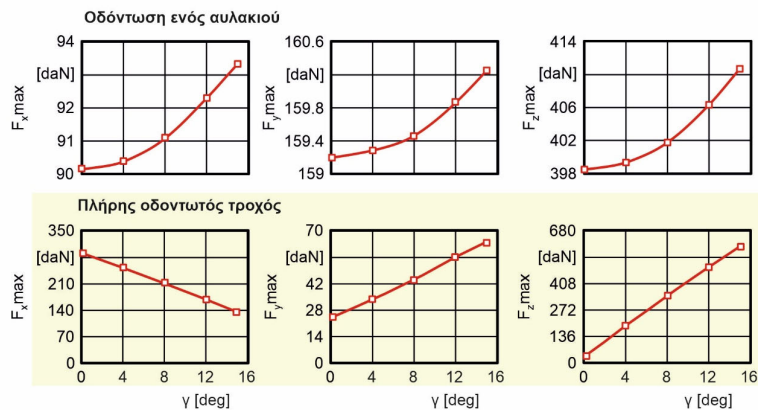 Οδόντωση ενός αυλακιού
94
[daN]
92
91
90
Fxmax
160.6
[daN]
159.8
159.4
159
Fymax
414
[daN]
406
402
398
Fzmax
Πλήρης οδοντωτός τροχός
350
[daN]
210
140
70
0
Fxmax
0 4 8 12 16
γ [deg]
70
[daN]
42
28
14
0
Fymax
0 4 8 12 16
γ [deg]
680
[daN]
408
272
136
0
Fzmax
0 4 8 12 16
γ [deg]